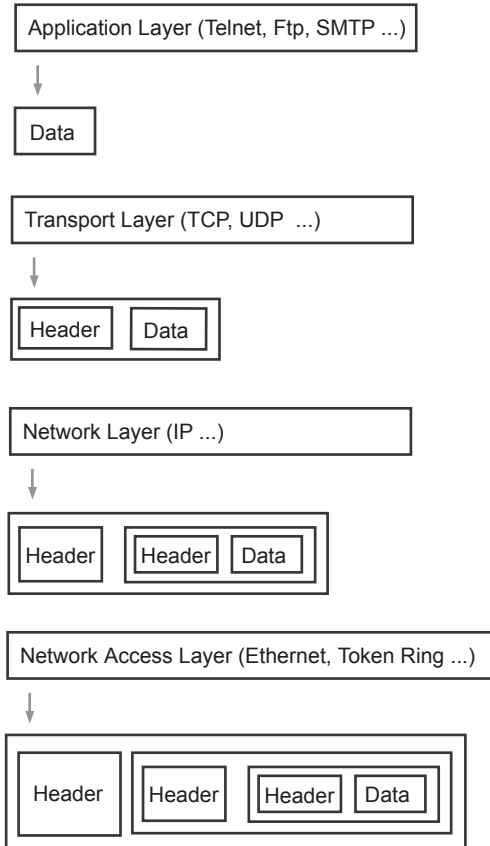 Application Layer (Telnet, Ftp, SMTP ...)
Data
Transport Layer (TCP, UDP ...)
Header Data
Network Layer (IP ...)
Header Header Data
Network Access Layer (Ethernet, Token Ring ...)
Header Header Header Data